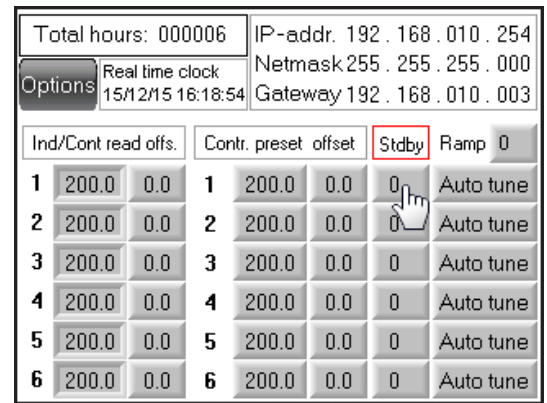 Total hours: 000006
IP-addr. 192 . 168 . 010 . 254
Options
Real time clock
15/12/15 16:18:54
Netmask 255 . 255 . 255 . 000
Gateway 192 . 168 . 010 . 003
Ind/Cont read offs. Contr. preset offset Stdby Ramp 0
1 200.0 0.0 1 200.0 0.0 0 Auto tune
2 200.0 0.0 2 200.0 0.0 0 Auto tune
3 200.0 0.0 3 200.0 0.0 0 Auto tune
4 200.0 0.0 4 200.0 0.0 0 Auto tune
5 200.0 0.0 5 200.0 0.0 0 Auto tune
6 200.0 0.0 6 200.0 0.0 0 Auto tune